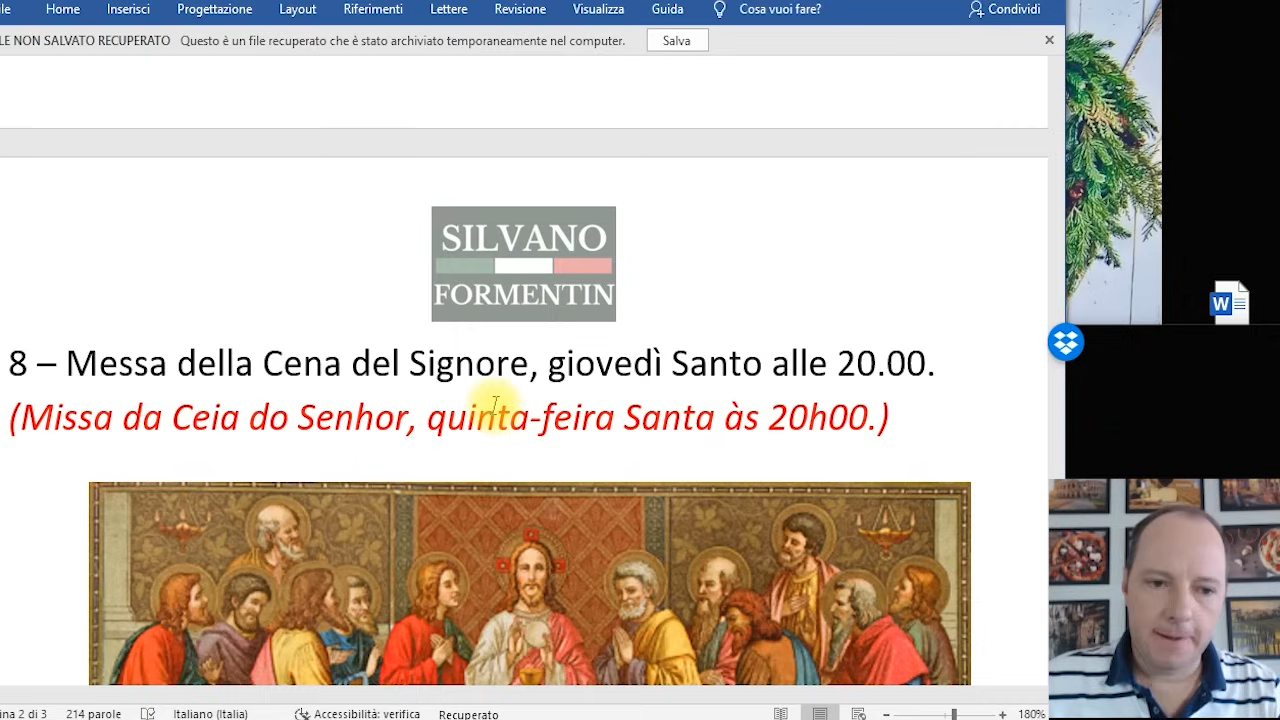 Home Inserisci Progettazione Layout Riferimenti Lettere Revisione Visualizza Guida Cosa vuoi fare? Condividi
NON SALVATO RECUPERATO Questo è un file recuperato che è stato archiviato temporaneamente nel computer. Salva
SILVANO
FORMENTIN
8 – Messa della Cena del Signore, giovedì Santo alle 20.00.
(Missa da Ceia do Senhor, quinta-feira Santa às 20h00.)
2 di 3 214 parole Italiano (Italia) Accessibilità: verifica Recuperato 180%
W